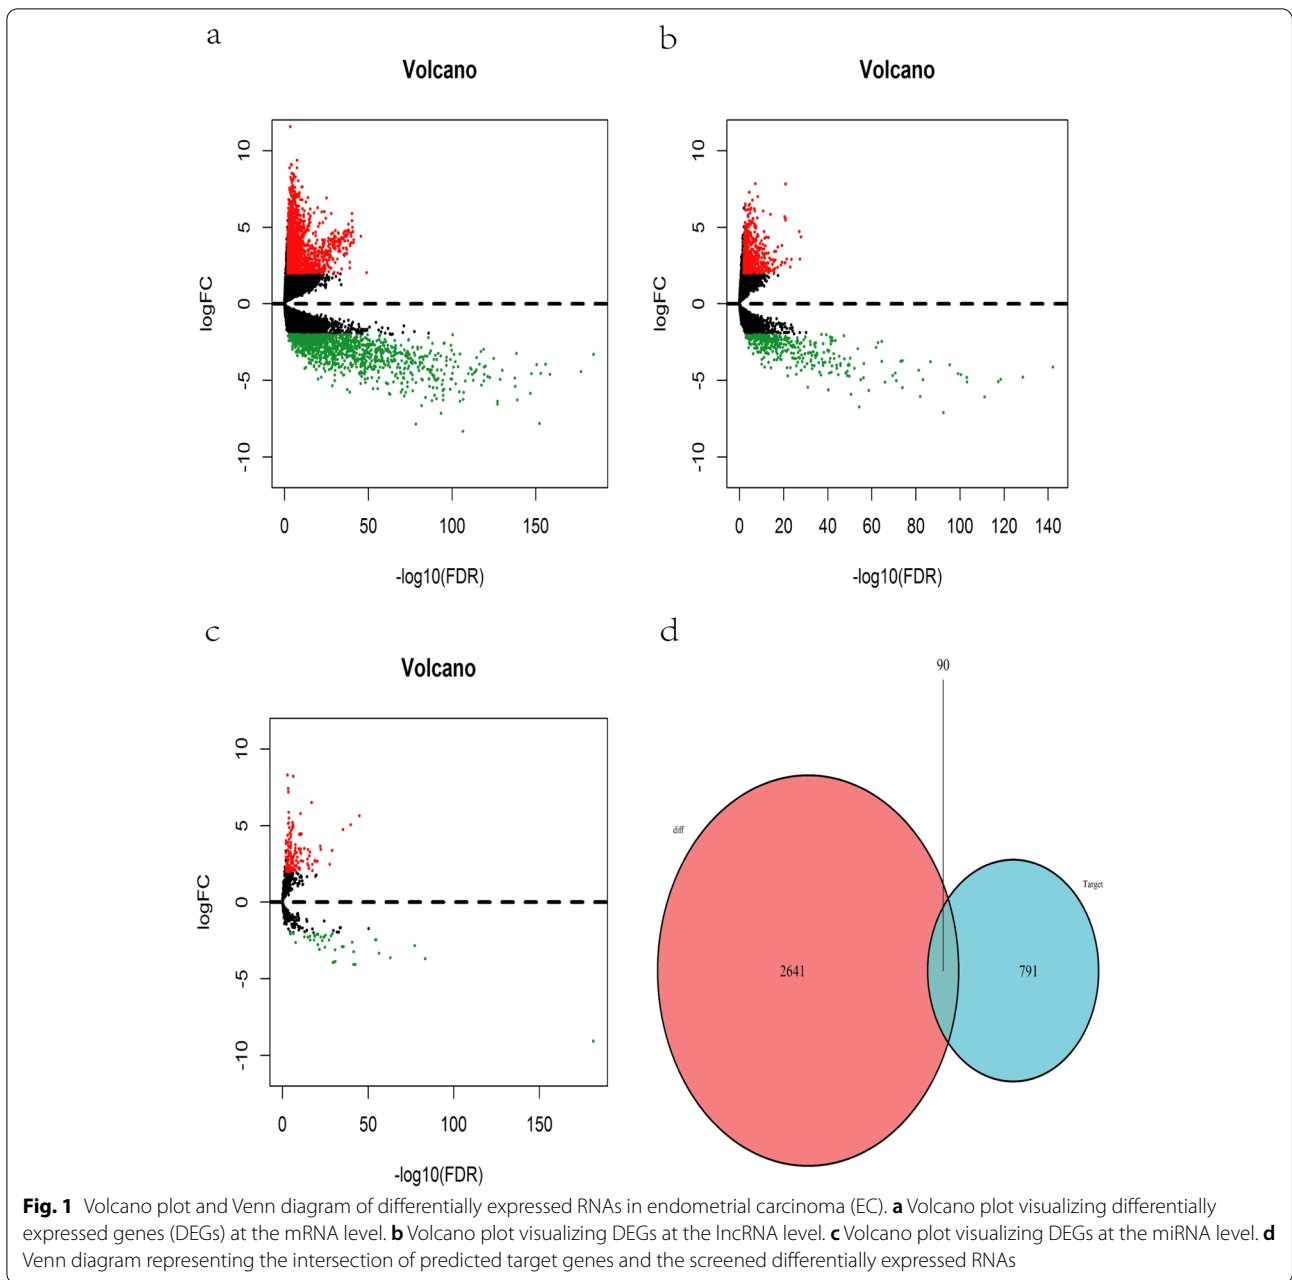 a
Volcano
10
5
0
-5
-10
logFC
0 50 100 150
-log10(FDR)
b
Volcano
10
5
0
-5
-10
logFC
0 20 40 60 80 100 120 140
-log10(FDR)
c
Volcano
10
5
0
-5
-10
logFC
0 50 100 150
-log10(FDR)
d
90
diff
Target
2641
791
Fig. 1 Volcano plot and Venn diagram of differentially expressed RNAs in endometrial carcinoma (EC). a Volcano plot visualizing differentially
expressed genes (DEGs) at the mRNA level. b Volcano plot visualizing DEGs at the lncRNA level. c Volcano plot visualizing DEGs at the miRNA level. d
Venn diagram representing the intersection of predicted target genes and the screened differentially expressed RNAs